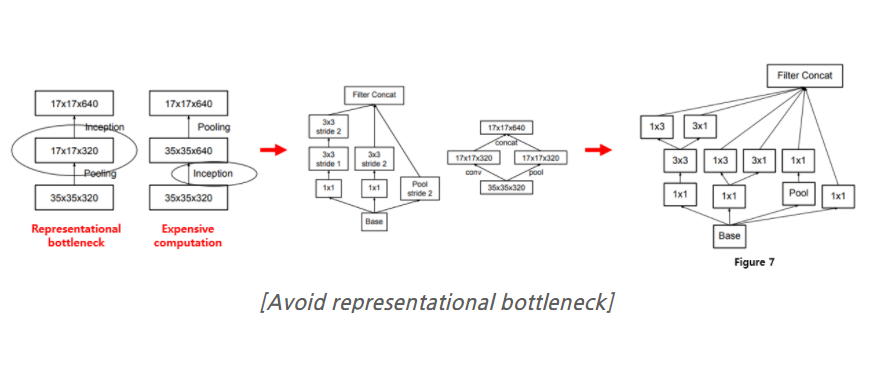 17x17x640
Inception
17x17x320
Pooling
35x35x320
Representational
bottleneck
17x17x640
Pooling
35x35x640
Inception
35x35x320
Expensive
computation
Filter Concat
3x3
stride 2
3x3
stride 1
3x3
stride 2
1x1
1x1
Pool
stride 2
Base
17x17x640
concat
17x17x320
17x17x320
conv
pool
35x35x320
Filter Concat
1x3
3x1
3x3
1x3
3x1
1x1
1x1
1x1
Pool
1x1
Base
Figure 7
[Avoid representational bottleneck]